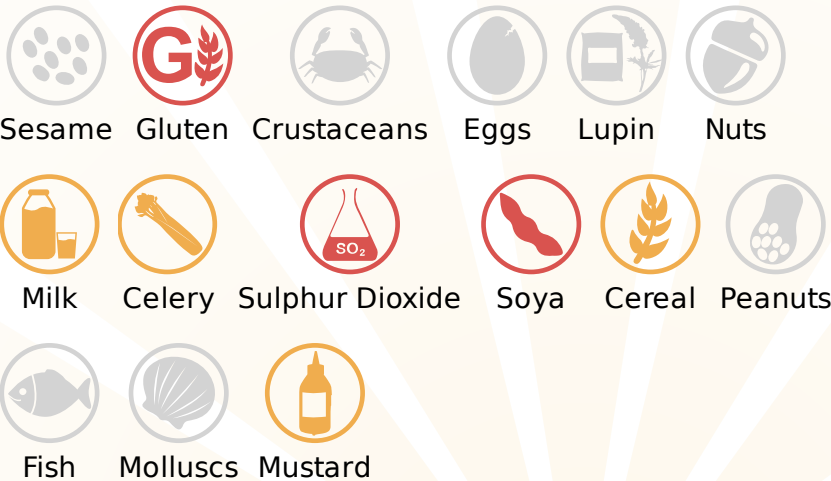 G
Sesame Gluten Crustaceans Eggs Lupin Nuts
SO₂
Milk Celery Sulphur Dioxide Soya Cereal Peanuts
Fish Molluscs Mustard